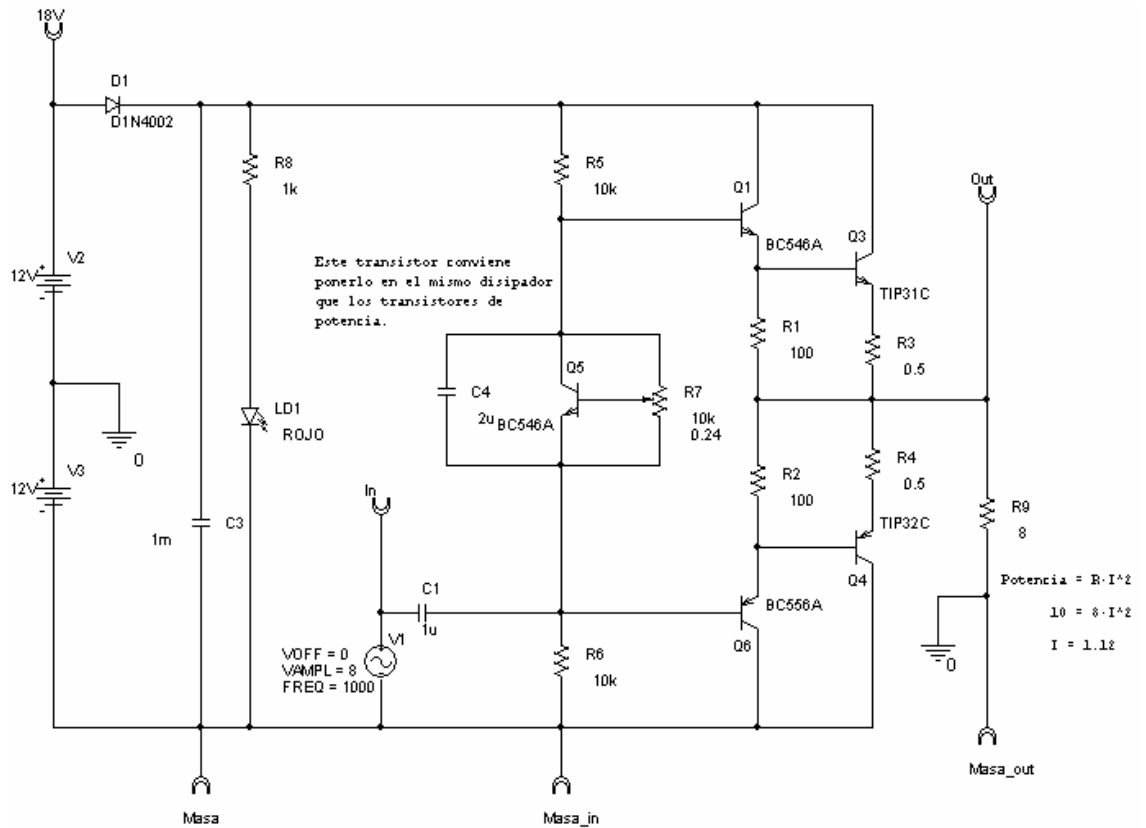 18V
D1
D1N4002
R8
1k
R5
10k
Q1
BC546A
Out
Q3
TIP31C
V2
12V
+
-
Este transistor conviene
ponerlo en el mismo disipador
que los transistores de
potencia.
R1
100
R3
0.5
C4
2u
Q5
BC546A
R7
10k
0.24
LD1
ROJO
0
V3
12V
+
-
In
R2
100
R4
0.5
R9
8
C3
1m
TIP32C
Q4
C1
1u
BC556A
Q6
Potencia = R·I^2
10 = 8·I^2
I = 1.12
V1
VOFF = 0
VAMPL = 8
FREQ = 1000
R6
10k
0
Masa
Masa_in
Masa_out